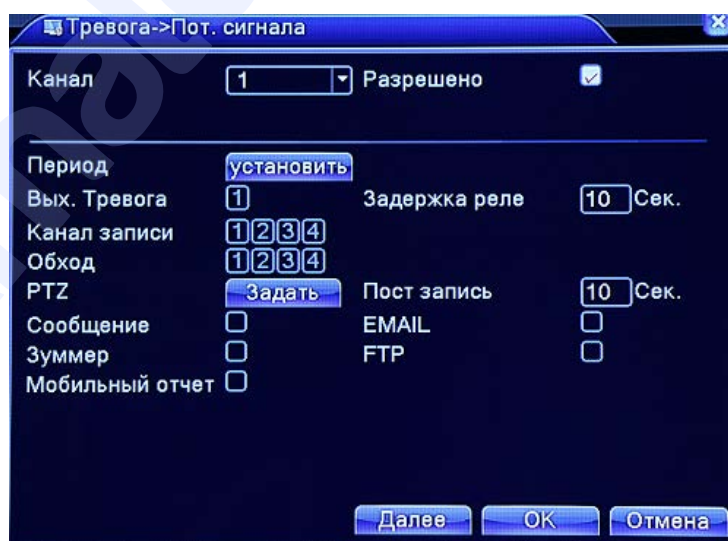 Тревога->Пот. сигнала
Канал 1 Разрешено
Период установить
Вых. Тревога 1 Задержка реле 10 Сек.
Канал записи 1 2 3 4
Обход 1 2 3 4
PTZ Задать Пост запись 10 Сек.
Сообщение EMAIL
Зуммер FTP
Мобильный отчет
Далее OK Отмена